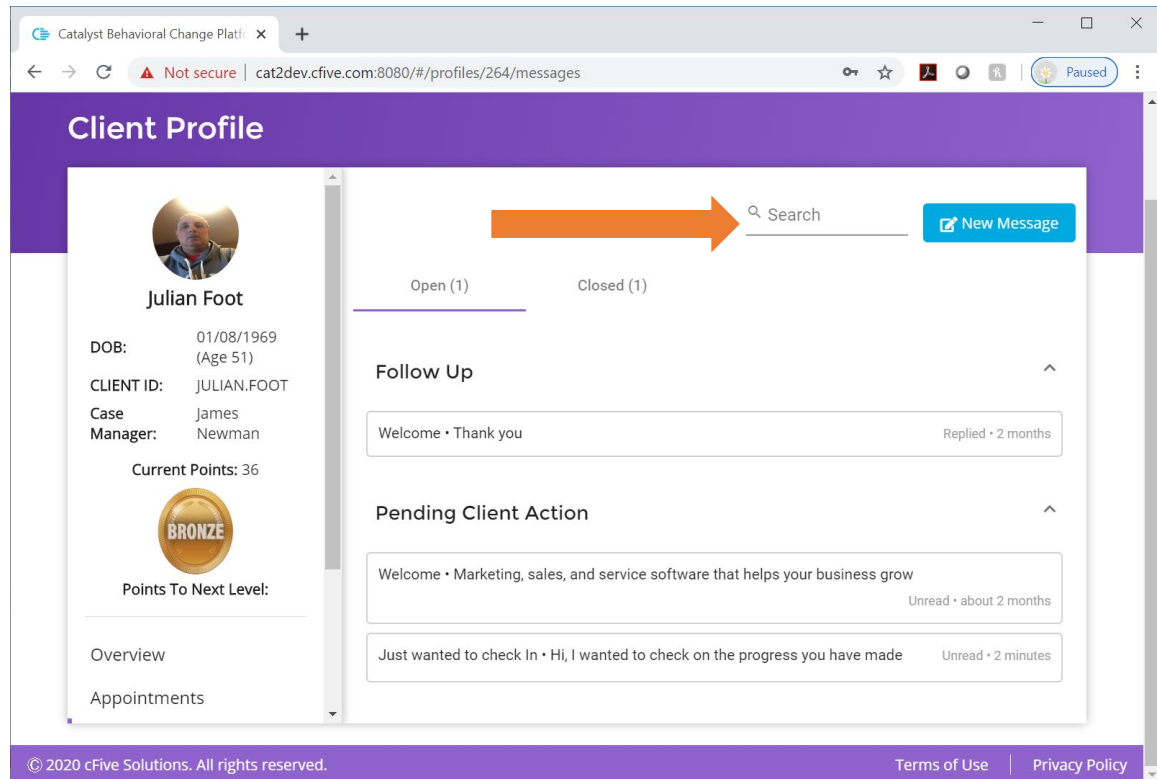 Catalyst Behavioral Change Platfo
Not secure | cat2dev.cfive.com:8080/#/profiles/264/messages
Paused
Client Profile
Search
New Message
Open (1) Closed (1)
Julian Foot
DOB: 01/08/1969
(Age 51)
CLIENT ID: JULIAN.FOOT
Case Manager: James Newman
Current Points: 36
BRONZE
Points To Next Level:
Overview
Appointments
Follow Up
Welcome • Thank you Replied • 2 months
Pending Client Action
Welcome • Marketing, sales, and service software that helps your business grow
Unread • about 2 months
Just wanted to check In • Hi, I wanted to check on the progress you have made Unread • 2 minutes
© 2020 cFive Solutions. All rights reserved. Terms of Use | Privacy Policy